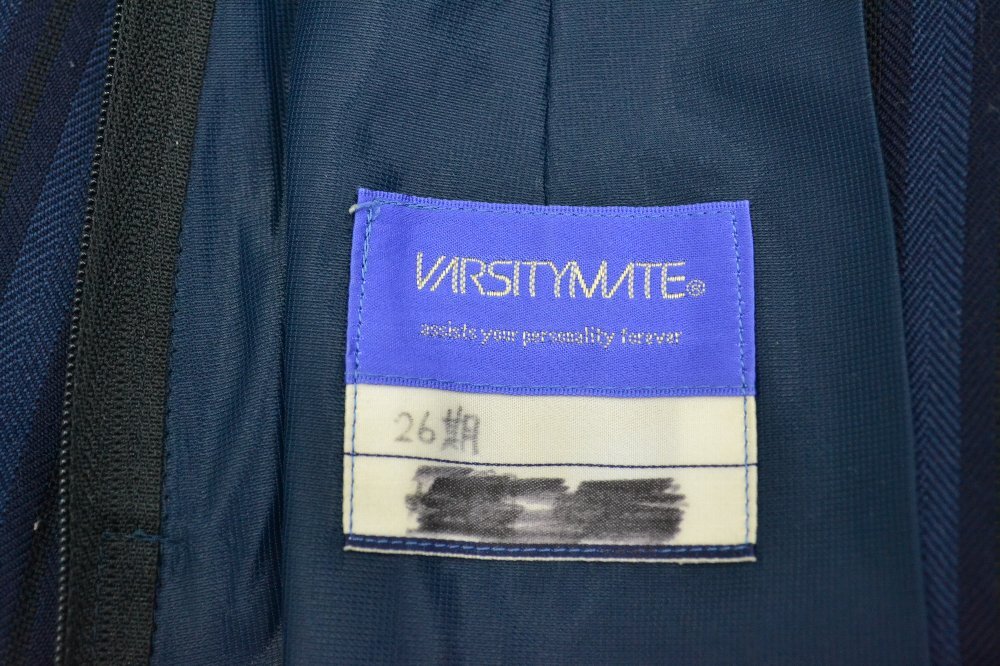 VARSITYMATE®
assists your personality forever
26期